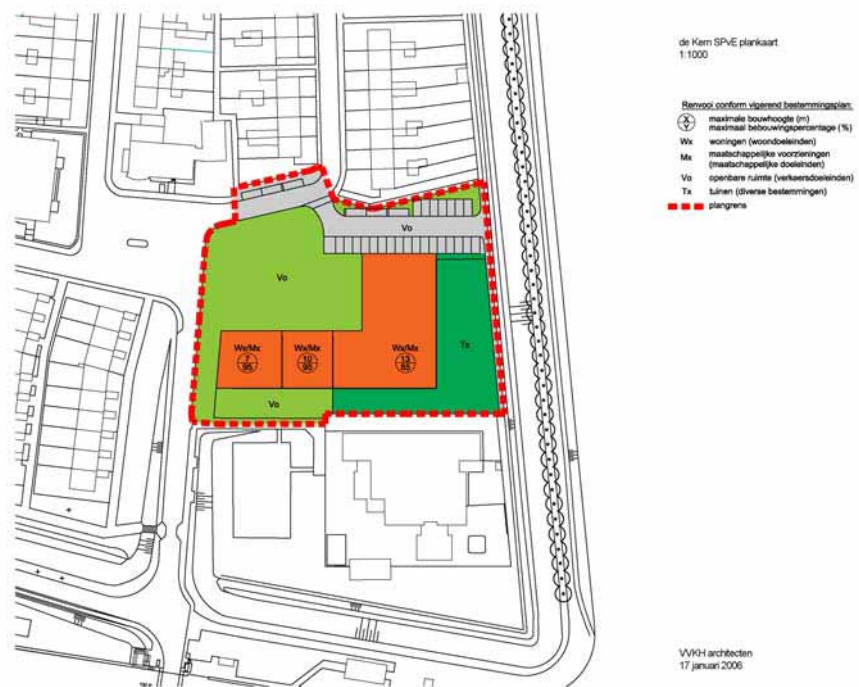 de Kern SPvE plankaart
1:1000
Renvooi conform vigerend bestemmingsplan:
X
Y
maximale bouwhoogte (m)
maximaal bebouwingspercentage (%)
Wx woningen (woondoeleinden)
Mx maatschappelijke voorzieningen
(maatschappelijke doeleinden)
Vo openbare ruimte (verkeersdoeleinden)
Tx tuinen (diverse bestemmingen)
plangrens
Vo
Vo
Wx/Mx
7
95
Wx/Mx
10
95
Wx/Mx
13
85
Tx
Vo
VVKH architecten
17 januari 2006